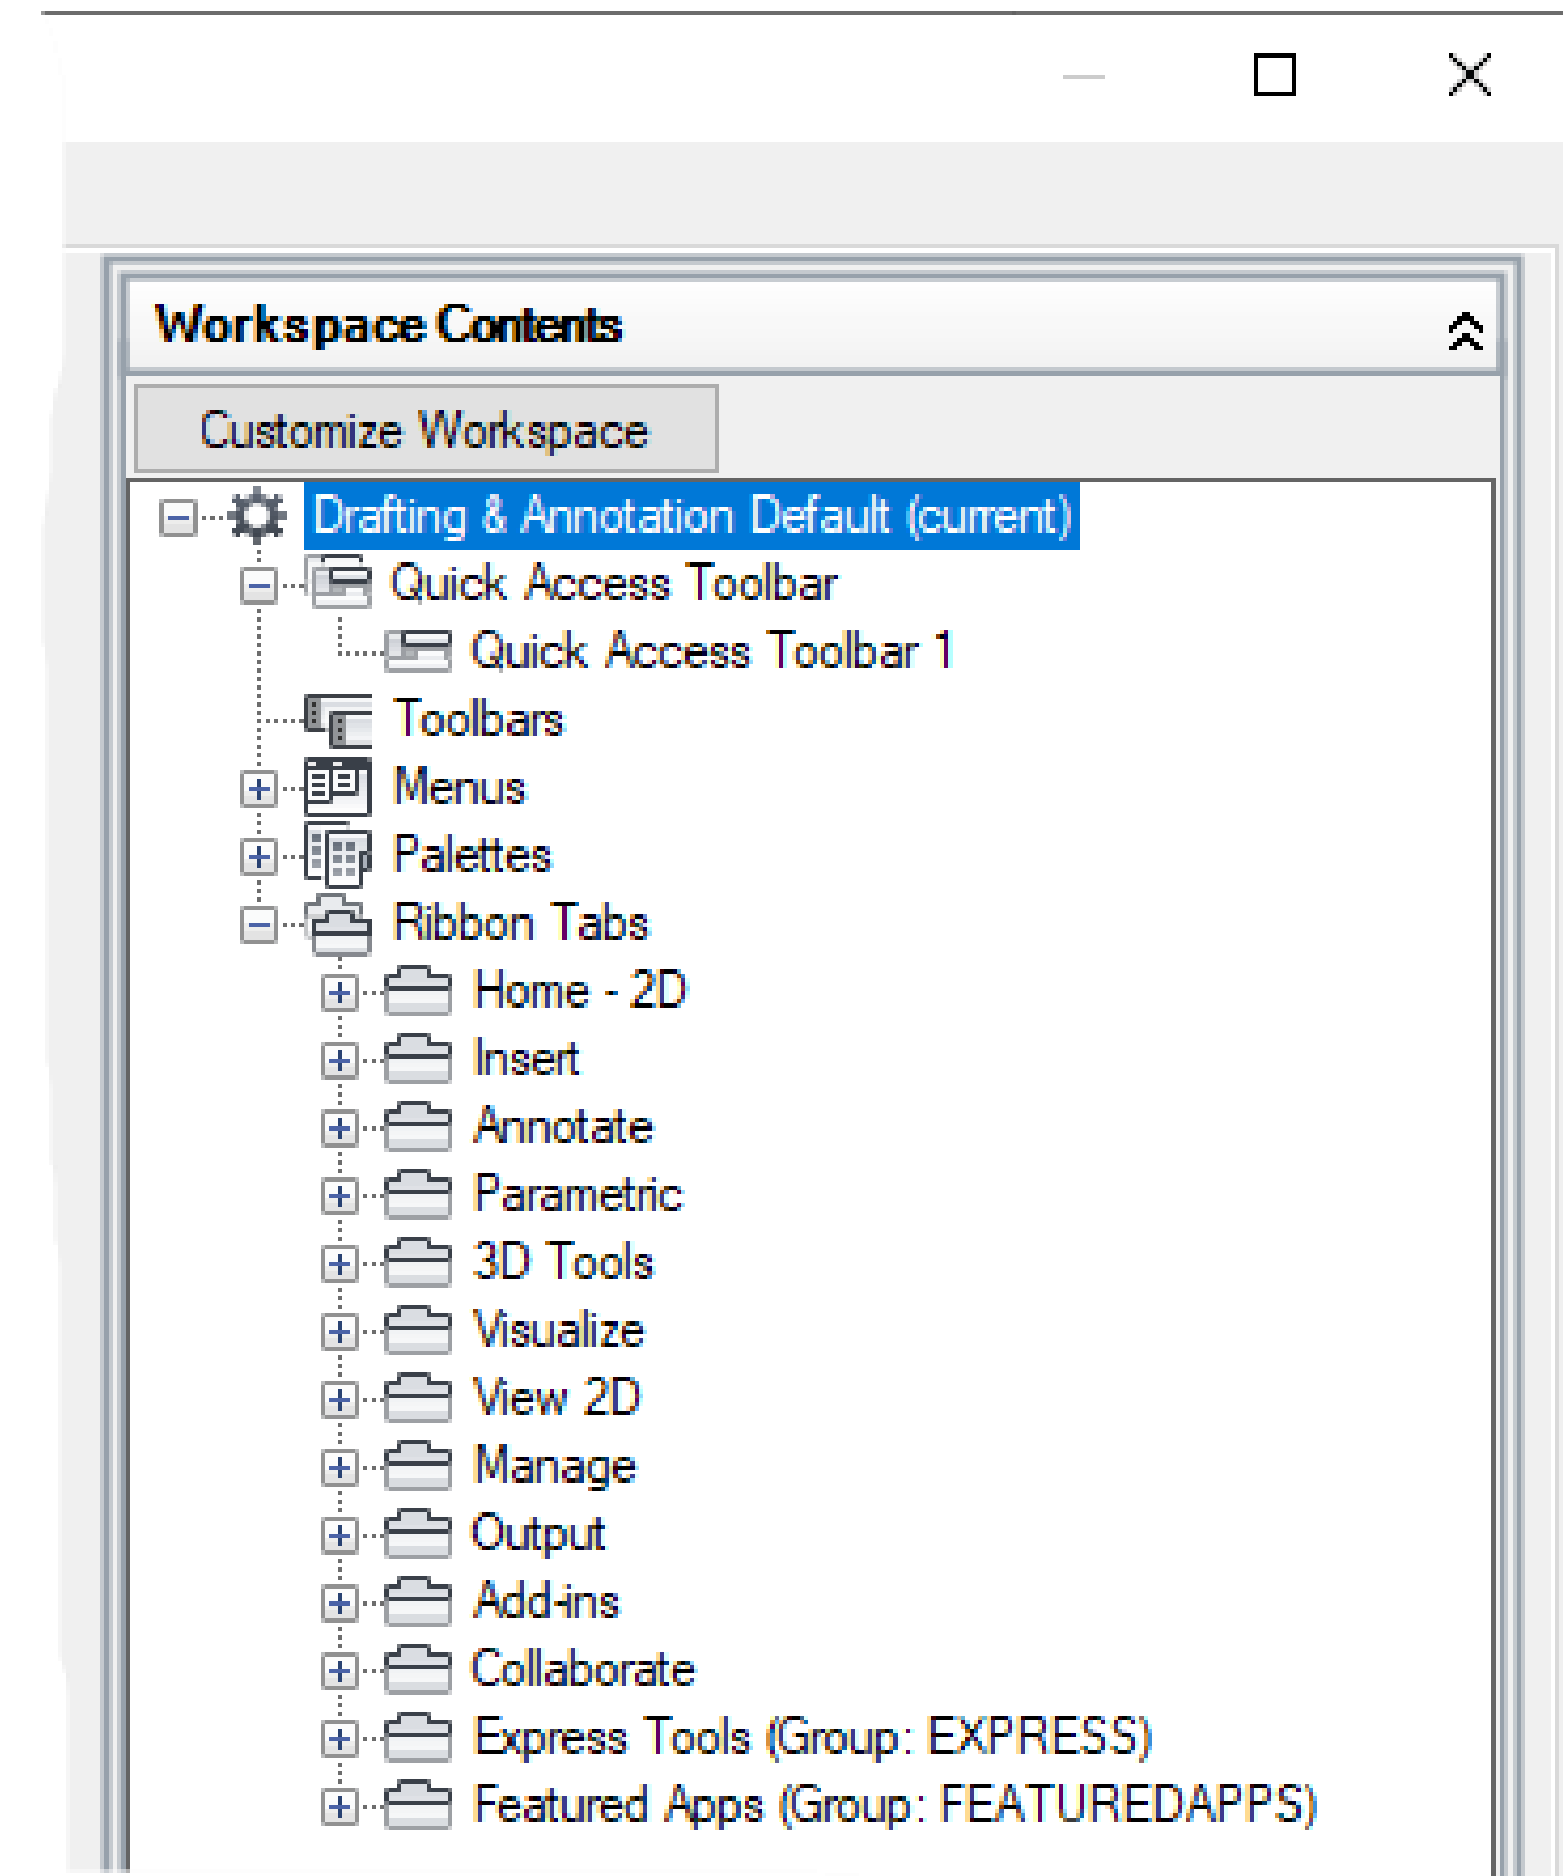 Workspace Contents
Customize Workspace
Drafting & Annotation Default (current)
Quick Access Toolbar
Quick Access Toolbar 1
Toolbars
Menus
Palettes
Ribbon Tabs
Home - 2D
Insert
Annotate
Parametric
3D Tools
Visualize
View 2D
Manage
Output
Add-ins
Collaborate
Express Tools (Group: EXPRESS)
Featured Apps (Group: FEATUREDAPPS)